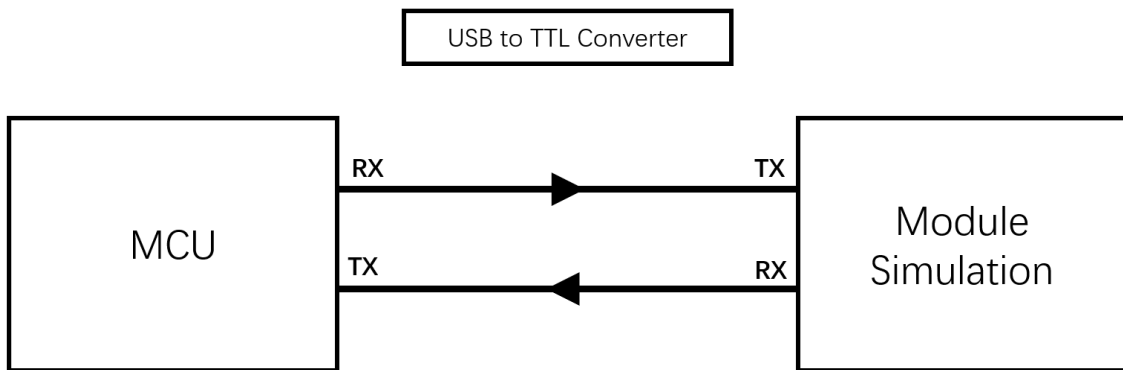 USB to TTL Converter
RX
TX
MCU
Module
Simulation
TX
RX